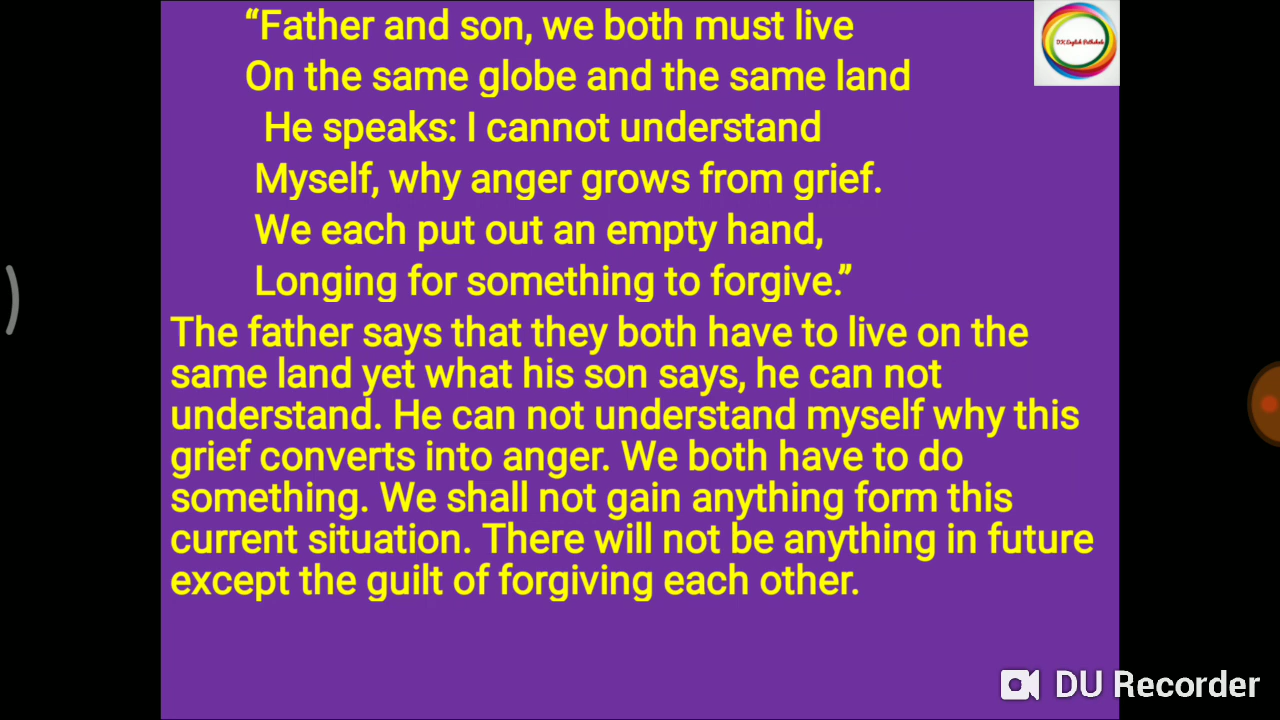 “Father and son, we both must live
On the same globe and the same land
He speaks: I cannot understand
Myself, why anger grows from grief.
We each put out an empty hand,
Longing for something to forgive.”
The father says that they both have to live on the
same land yet what his son says, he can not
understand. He can not understand myself why this
grief converts into anger. We both have to do
something. We shall not gain anything form this
current situation. There will not be anything in future
except the guilt of forgiving each other.
DK English Pathshala
DU Recorder